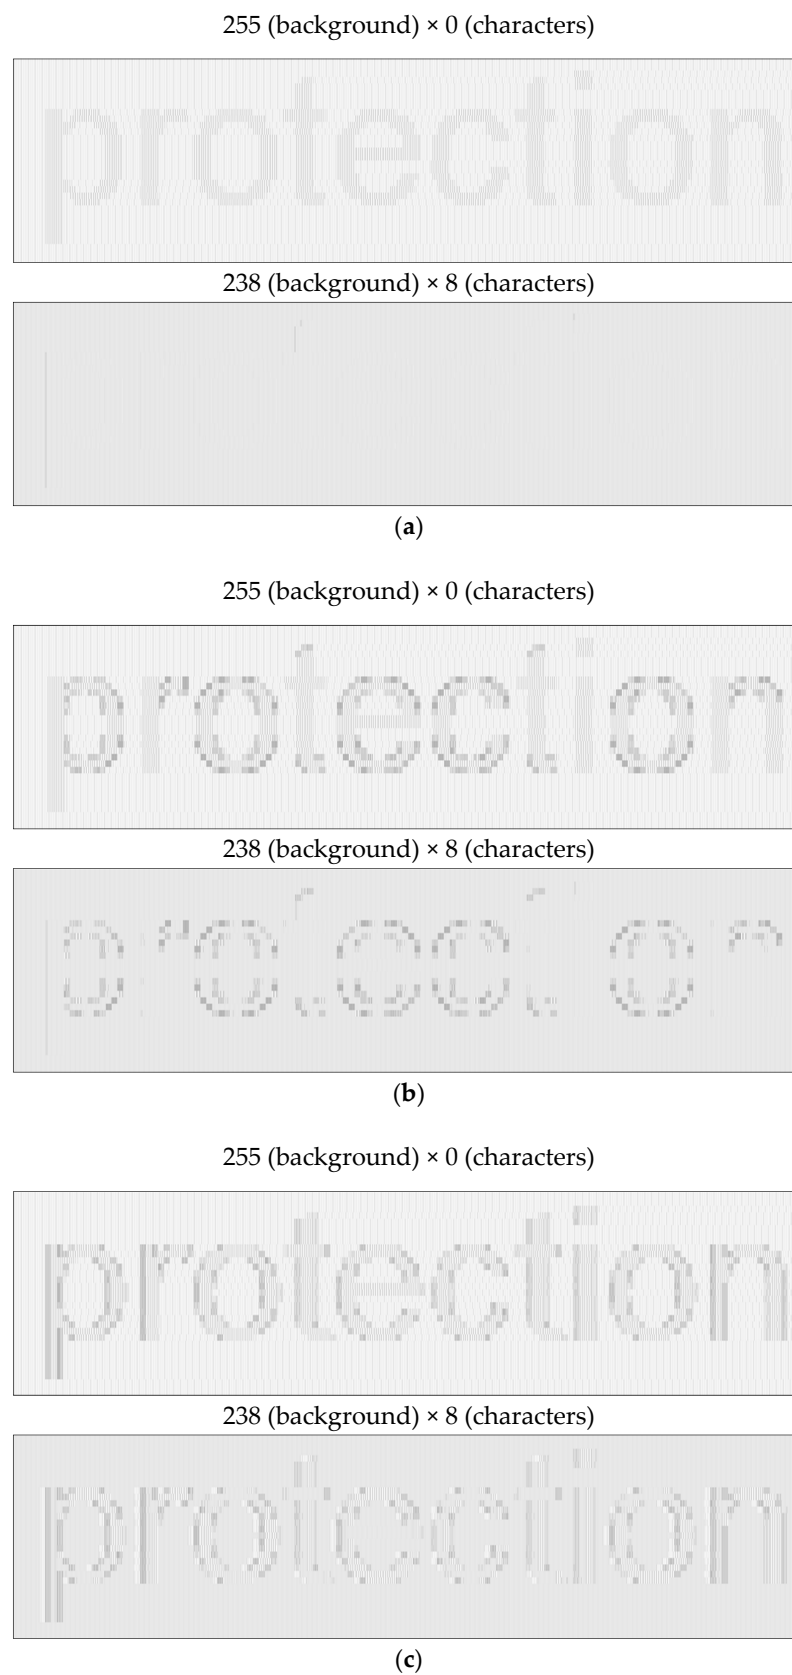 255 (background) × 0 (characters)
protection
238 (background) × 8 (characters)
(a)
255 (background) × 0 (characters)
protection
238 (background) × 8 (characters)
(b)
255 (background) × 0 (characters)
protection
238 (background) × 8 (characters)
protection
(c)